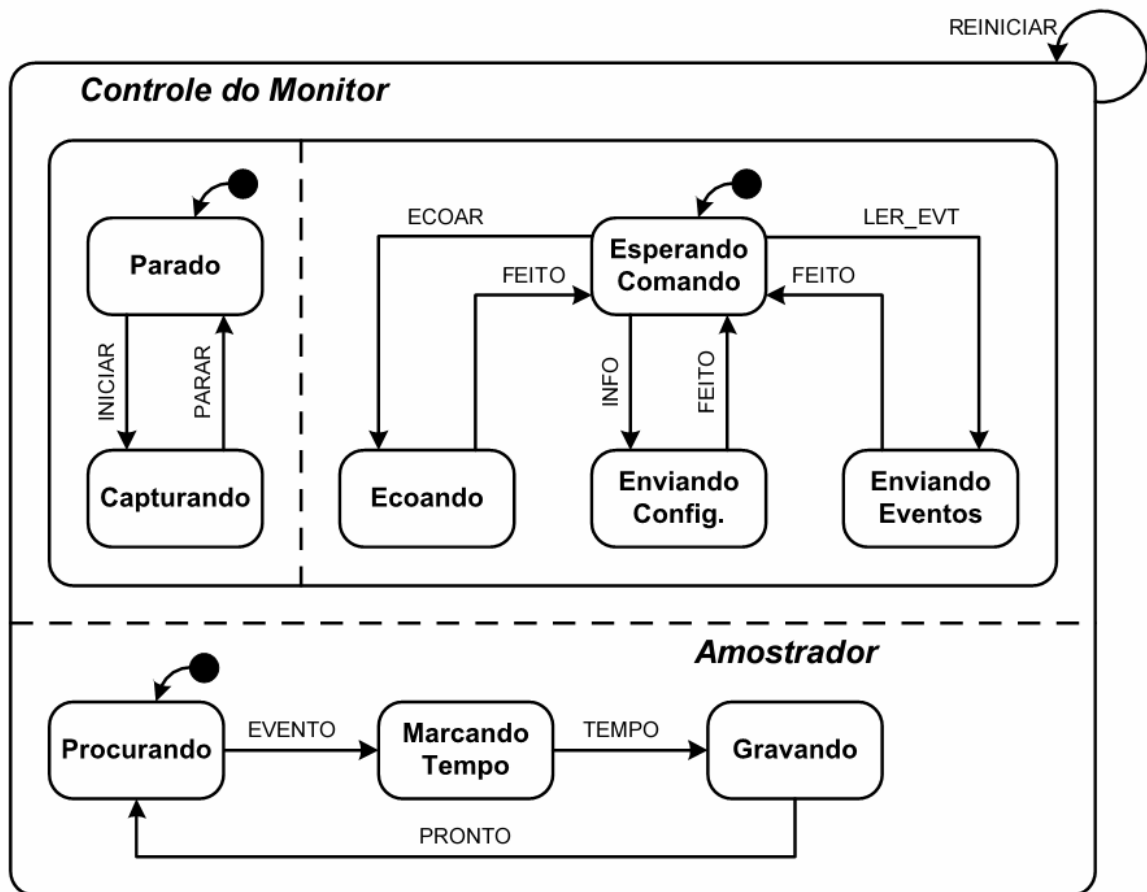 REINICIAR
Controle do Monitor
Parado
INICIAR
PARAR
Capturando
ECOAR
Esperando
Comando
LER_EVT
FEITO
FEITO
INFO
FEITO
Ecoando
Enviando
Config.
Enviando
Eventos
Amostrador
Procurando
EVENTO
Marcando
Tempo
TEMPO
Gravando
PRONTO